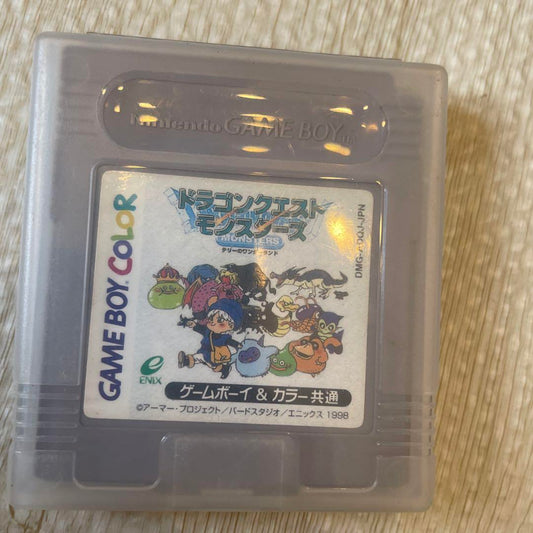 Nintendo GAME BOY
GAME BOY COLOR
ドラゴンクエスト
モンスターズ
MONSTERS
テリーのワンダーランド
ENIX
ゲームボーイ & カラー共通
©アーマー・プロジェクト/バードスタジオ/エニックス 1998